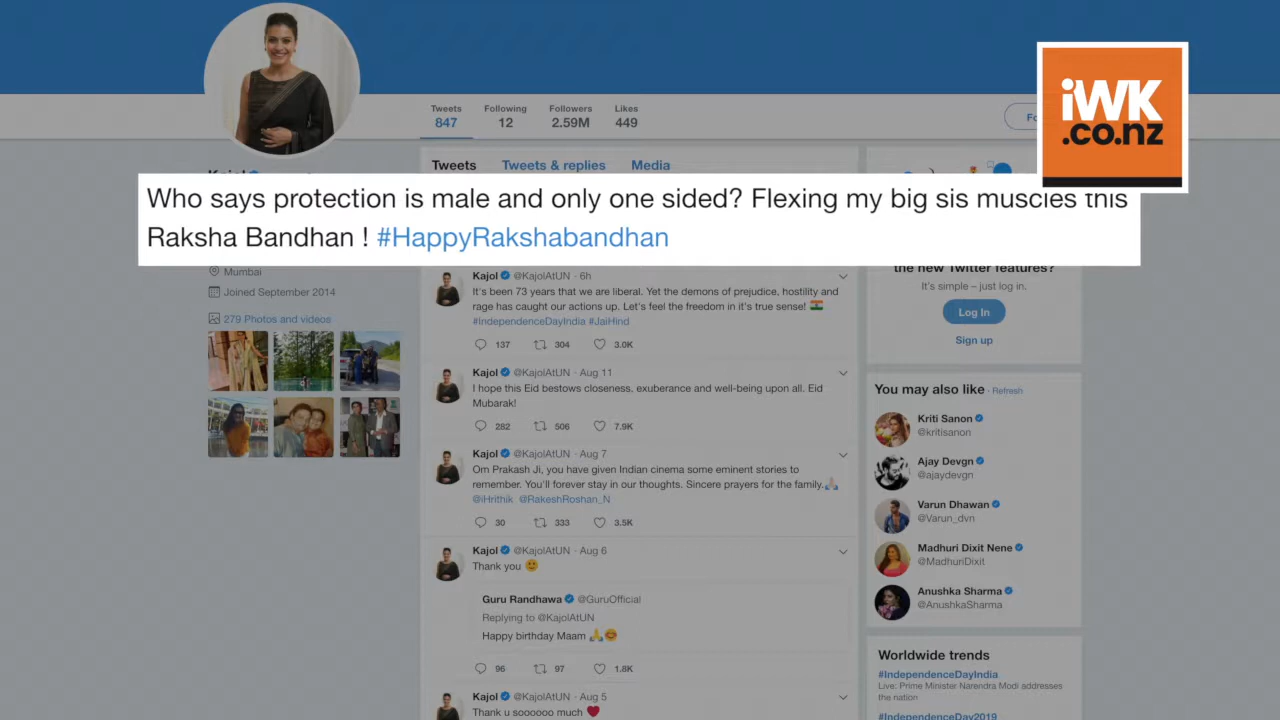 iWK
.co.nz
Tweets Following Followers Likes
847 12 2.59M 449
Tweets Tweets & replies Media
Who says protection is male and only one sided? Flexing my big sis muscles this
Raksha Bandhan ! #HappyRakshabandhan
Mumbai
Joined September 2014
279 Photos and videos
Kajol @KajolAtUN · 6h
It's been 73 years that we are liberal. Yet the demons of prejudice, hostility and
rage has caught our actions up. Let's feel the freedom in it's true sense! 🇮🇳
#IndependenceDayIndia #JaiHind
137 304 3.0K
Kajol @KajolAtUN · Aug 11
I hope this Eid bestows closeness, exuberance and well-being upon all. Eid
Mubarak!
282 506 7.9K
Kajol @KajolAtUN · Aug 7
Om Prakash Ji, you have given Indian cinema some eminent stories to
remember. You'll forever stay in our thoughts. Sincere prayers for the family.🙏
@iHrithik @RakeshRoshan_N
30 333 3.5K
Kajol @KajolAtUN · Aug 6
Thank you 🙂
Guru Randhawa @GuruOfficial
Replying to @KajolAtUN
Happy birthday Maam 🙏😊
96 97 1.8K
Kajol @KajolAtUN · Aug 5
Thank u soooooo much ❤️
the new Twitter features?
It's simple – just log in.
Log In
Sign up
You may also like · Refresh
Kriti Sanon
@kritisanon
Ajay Devgn
@ajaydevgn
Varun Dhawan
@Varun_dvn
Madhuri Dixit Nene
@MadhuriDixit
Anushka Sharma
@AnushkaSharma
Worldwide trends
#IndependenceDayIndia
Live: Prime Minister Narendra Modi addresses
the nation
#IndependenceDay2019